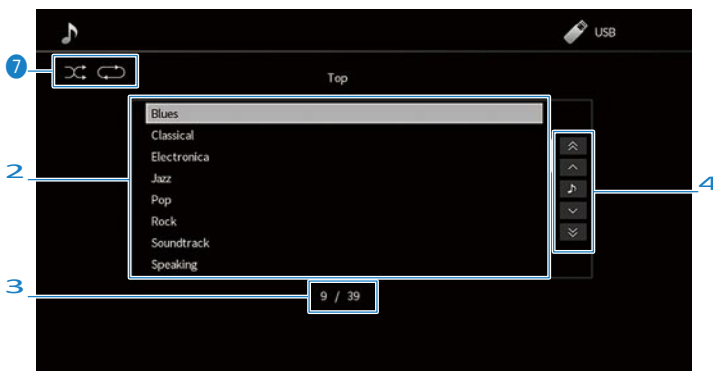 USB
7
Top
Blues
Classical
Electronica
2
Jazz
4
Pop
Rock
Soundtrack
Speaking
3
9 / 39